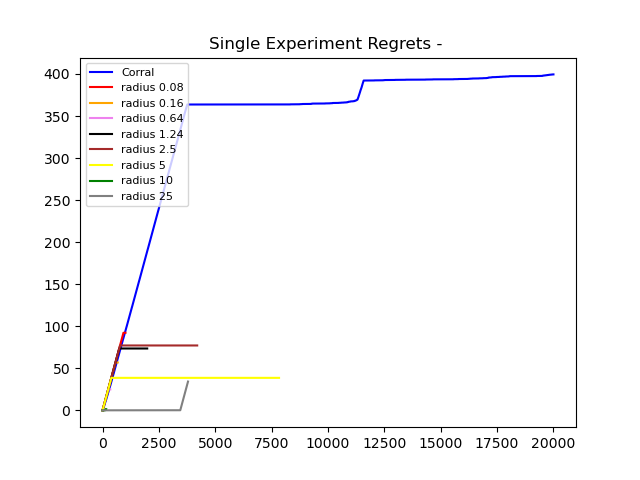 Single Experiment Regrets -
400
350
300
250
200
150
100
50
0
Corral
radius 0.08
radius 0.16
radius 0.64
radius 1.24
radius 2.5
radius 5
radius 10
radius 25
0 2500 5000 7500 10000 12500 15000 17500 20000